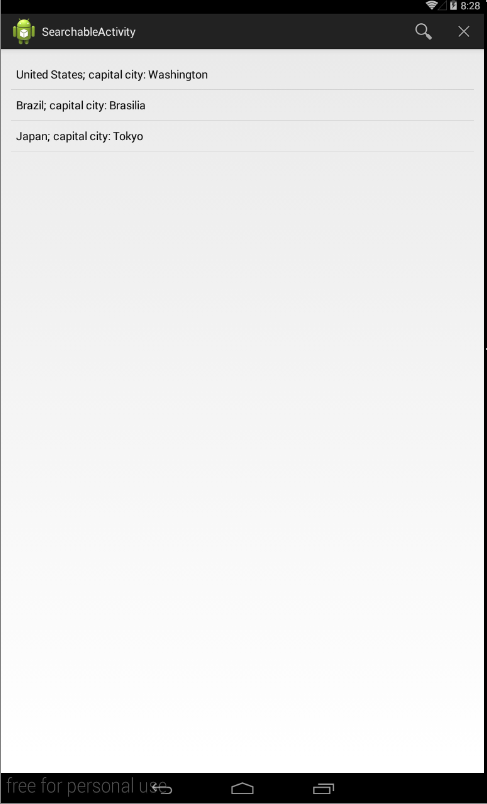 8:28
SearchableActivity
United States; capital city: Washington
Brazil; capital city: Brasilia
Japan; capital city: Tokyo
free for personal use